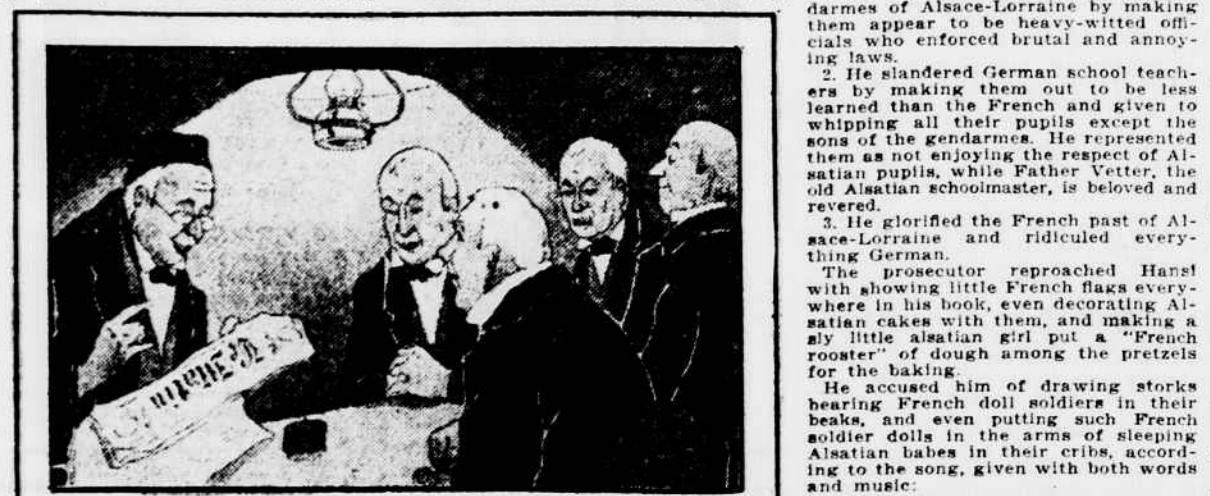 Le Matin
darmes of Alsace-Lorraine by making
them appear to be heavy-witted offi-
cials who enforced brutal and annoy-
ing laws.
2. He slandered German school teach-
ers by making them out to be less
learned than the French and given to
whipping all their pupils except the
sons of the gendarmes. He represented
them as not enjoying the respect of Al-
satian pupils, while Father Vetter, the
old Alsatian schoolmaster, is beloved and
revered.
3. He glorified the French past of Al-
sace-Lorraine and ridiculed every-
thing German.
The prosecutor reproached Hansi
with showing little French flags every-
where in his book, even decorating Al-
satian cakes with them, and making a
sly little alsatian girl put a "French
rooster" of dough among the pretzels
for the baking.
He accused him of drawing storks
bearing French doll soldiers in their
beaks, and even putting such French
soldier dolls in the arms of sleeping
Alsatian babes in their cribs, accord-
ing to the song, given with both words
and music: